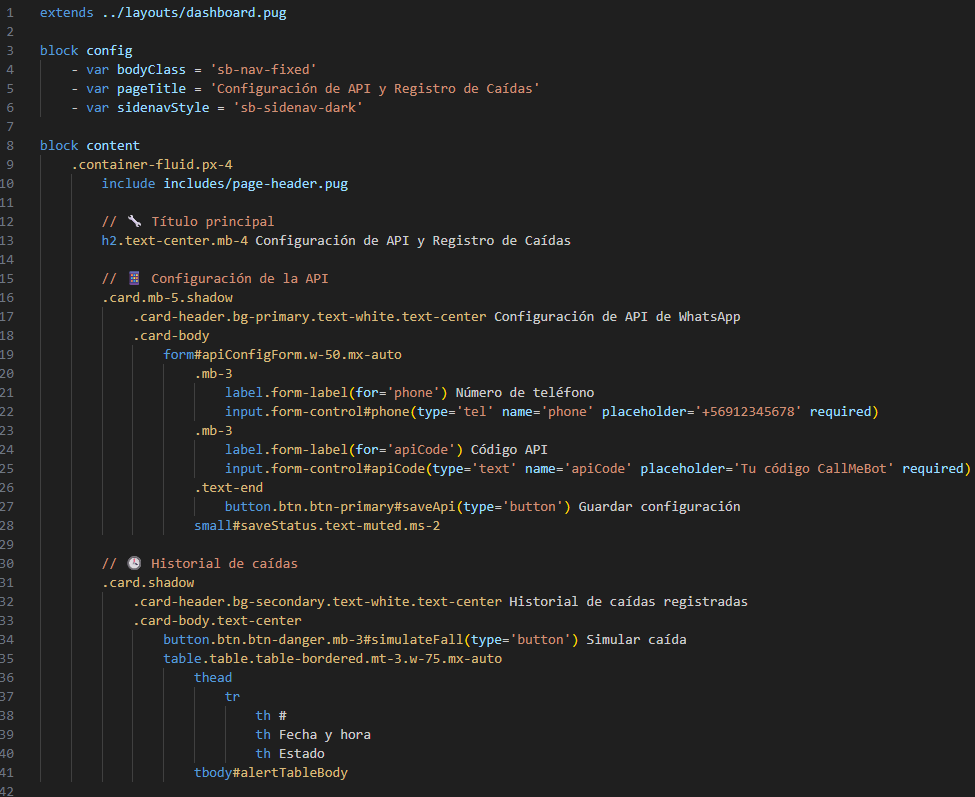 1 extends ../layouts/dashboard.pug
2
3 block config
4     - var bodyClass = 'sb-nav-fixed'
5     - var pageTitle = 'Configuración de API y Registro de Caídas'
6     - var sidenavStyle = 'sb-sidenav-dark'
7
8 block content
9     .container-fluid.px-4
10         include includes/page-header.pug
11
12         // 🔧 Título principal
13         h2.text-center.mb-4 Configuración de API y Registro de Caídas
14
15         // 📱 Configuración de la API
16         .card.mb-5.shadow
17             .card-header.bg-primary.text-white.text-center Configuración de API de WhatsApp
18             .card-body
19                 form#apiConfigForm.w-50.mx-auto
20                     .mb-3
21                         label.form-label(for='phone') Número de teléfono
22                         input.form-control#phone(type='tel' name='phone' placeholder='+56912345678' required)
23                     .mb-3
24                         label.form-label(for='apiCode') Código API
25                         input.form-control#apiCode(type='text' name='apiCode' placeholder='Tu código CallMeBot' required)
26                     .text-end
27                         button.btn.btn-primary#saveApi(type='button') Guardar configuración
28                     small#saveStatus.text-muted.ms-2
29
30         // 🕒 Historial de caídas
31         .card.shadow
32             .card-header.bg-secondary.text-white.text-center Historial de caídas registradas
33             .card-body.text-center
34                 button.btn.btn-danger.mb-3#simulateFall(type='button') Simular caída
35                 table.table.table-bordered.mt-3.w-75.mx-auto
36                     thead
37                         tr
38                             th #
39                             th Fecha y hora
40                             th Estado
41                     tbody#alertTableBody
42